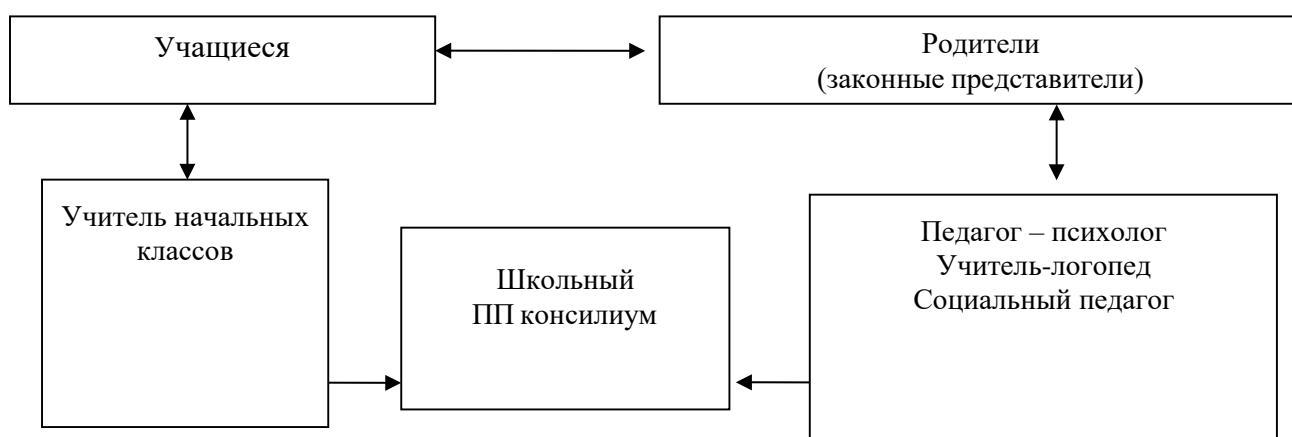 Учащиеся
Родители
(законные представители)
Учитель начальных
классов
Школьный
ПП консилиум
Педагог – психолог
Учитель-логопед
Социальный педагог